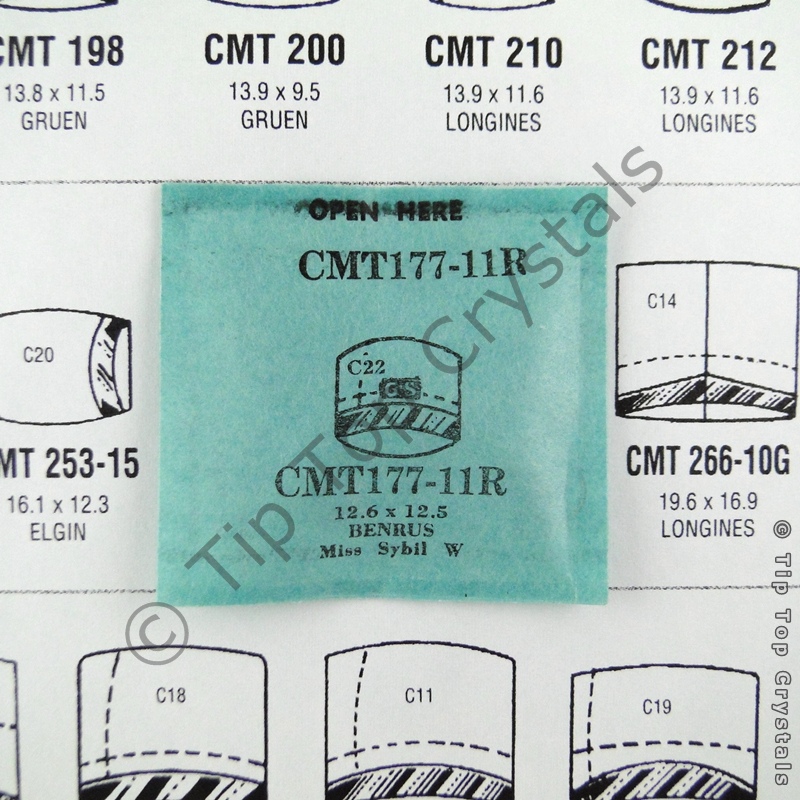 CMT 198
13.8 x 11.5
GRUEN
CMT 200
13.9 x 9.5
GRUEN
CMT 210
13.9 x 11.6
LONGINES
CMT 212
13.9 x 11.6
LONGINES
OPEN HERE
CMT177-11R
C22
GS
CMT177-11R
12.6 x 12.5
BENRUS
Miss Sybil W
C20
MT 253-15
16.1 x 12.3
ELGIN
C14
CMT 266-10G
19.6 x 16.9
LONGINES
C18
C11
C19
© Tip Top Crystals
© Tip Top Crystals